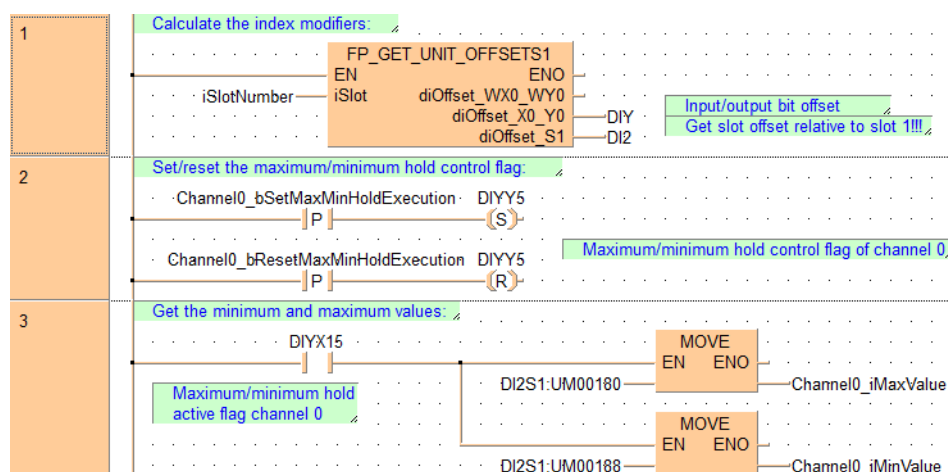 1
Calculate the index modifiers:
FP_GET_UNIT_OFFSETS1
EN ENO
iSlotNumber iSlot diOffset_WX0_WY0
diOffset_X0_Y0 DIY
diOffset_S1 DI2
Input/output bit offset
Get slot offset relative to slot 1!!!
2
Set/reset the maximum/minimum hold control flag:
Channel0_bSetMaxMinHoldExecution DIYY5
P (S)
Channel0_bResetMaxMinHoldExecution DIYY5
P (R)
Maximum/minimum hold control flag of channel 0
3
Get the minimum and maximum values:
DIYX15
Maximum/minimum hold
active flag channel 0
MOVE
EN ENO
DI2S1:UM00180 Channel0_iMaxValue
MOVE
EN ENO
DI2S1:UM00188 Channel0_iMinValue